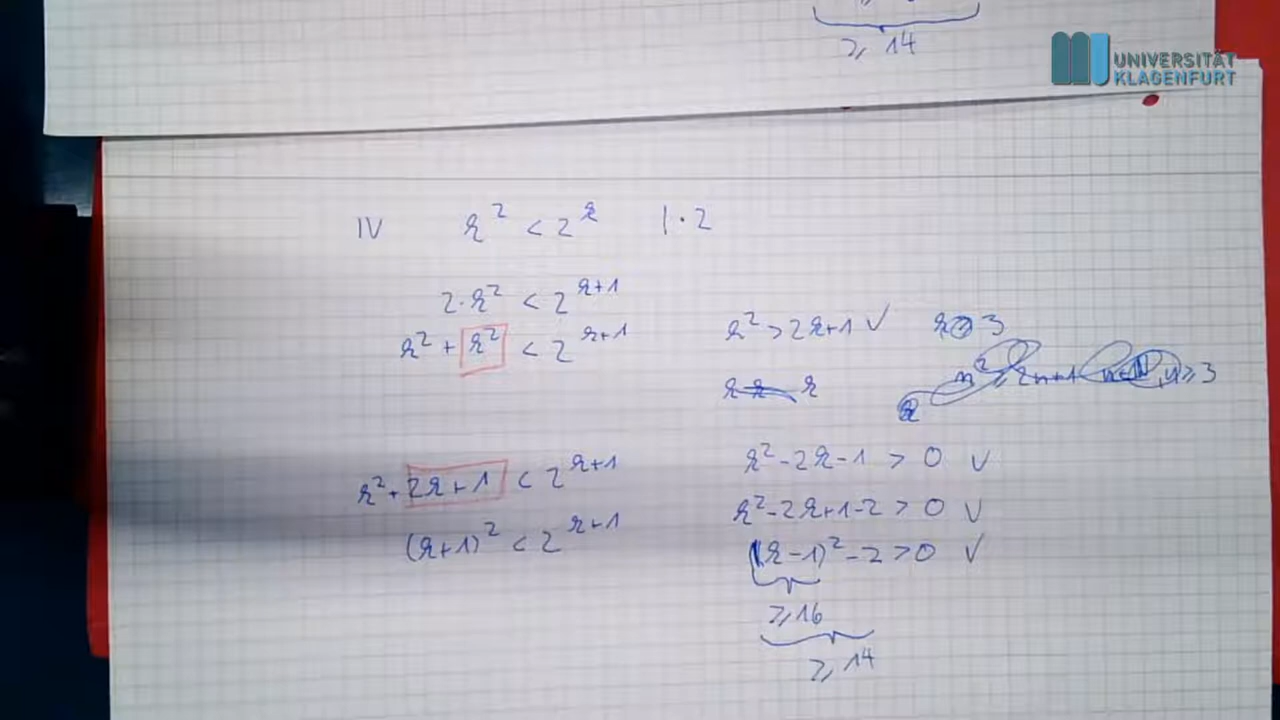 ≥ 14
UNIVERSITÄT
KLAGENFURT
IV k² < 2^k | · 2
2·k² < 2^(k+1)
k² + k² < 2^(k+1)
k² > 2k+1 ✓ k ≥ 3
k²+2k+1 < 2^(k+1)
(k+1)² < 2^(k+1)
k²-2k-1 > 0 ✓
k²-2k+1-2 > 0 ✓
(k-1)²-2 > 0 ✓
≥ 16
≥ 14